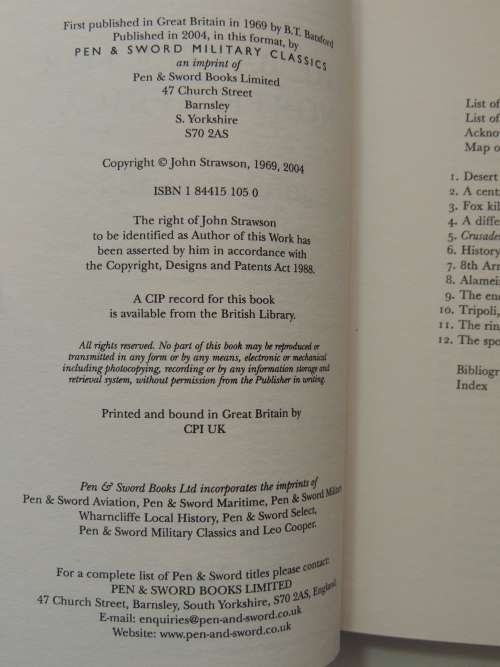 First published in Great Britain in 1969 by B.T. Batsford
Published in 2004, in this format, by
PEN & SWORD MILITARY CLASSICS
an imprint of
Pen & Sword Books Limited
47 Church Street
Barnsley
S. Yorkshire
S70 2AS
Copyright © John Strawson, 1969, 2004
ISBN 1 84415 105 0
The right of John Strawson
to be identified as Author of this Work has
been asserted by him in accordance with
the Copyright, Designs and Patents Act 1988.
A CIP record for this book
is available from the British Library.
All rights reserved. No part of this book may be reproduced or
transmitted in any form or by any means, electronic or mechanical
including photocopying, recording or by any information storage and
retrieval system, without permission from the Publisher in writing.
Printed and bound in Great Britain by
CPI UK
Pen & Sword Books Ltd incorporates the imprints of
Pen & Sword Aviation, Pen & Sword Maritime, Pen & Sword Military
Wharncliffe Local History, Pen & Sword Select,
Pen & Sword Military Classics and Leo Cooper.
For a complete list of Pen & Sword titles please contact:
PEN & SWORD BOOKS LIMITED
47 Church Street, Barnsley, South Yorkshire, S70 2AS, England
E-mail: enquiries@pen-and-sword.co.uk
Website: www.pen-and-sword.co.uk
List of
List of
Acknow
Map o
1. Desert
2. A cent
3. Fox kil
4. A diffe
5. Crusade
6. History
7. 8th Arm
8. Alamei
9. The en
10. Tripoli,
11. The rin
12. The spo
Bibliogr
Index